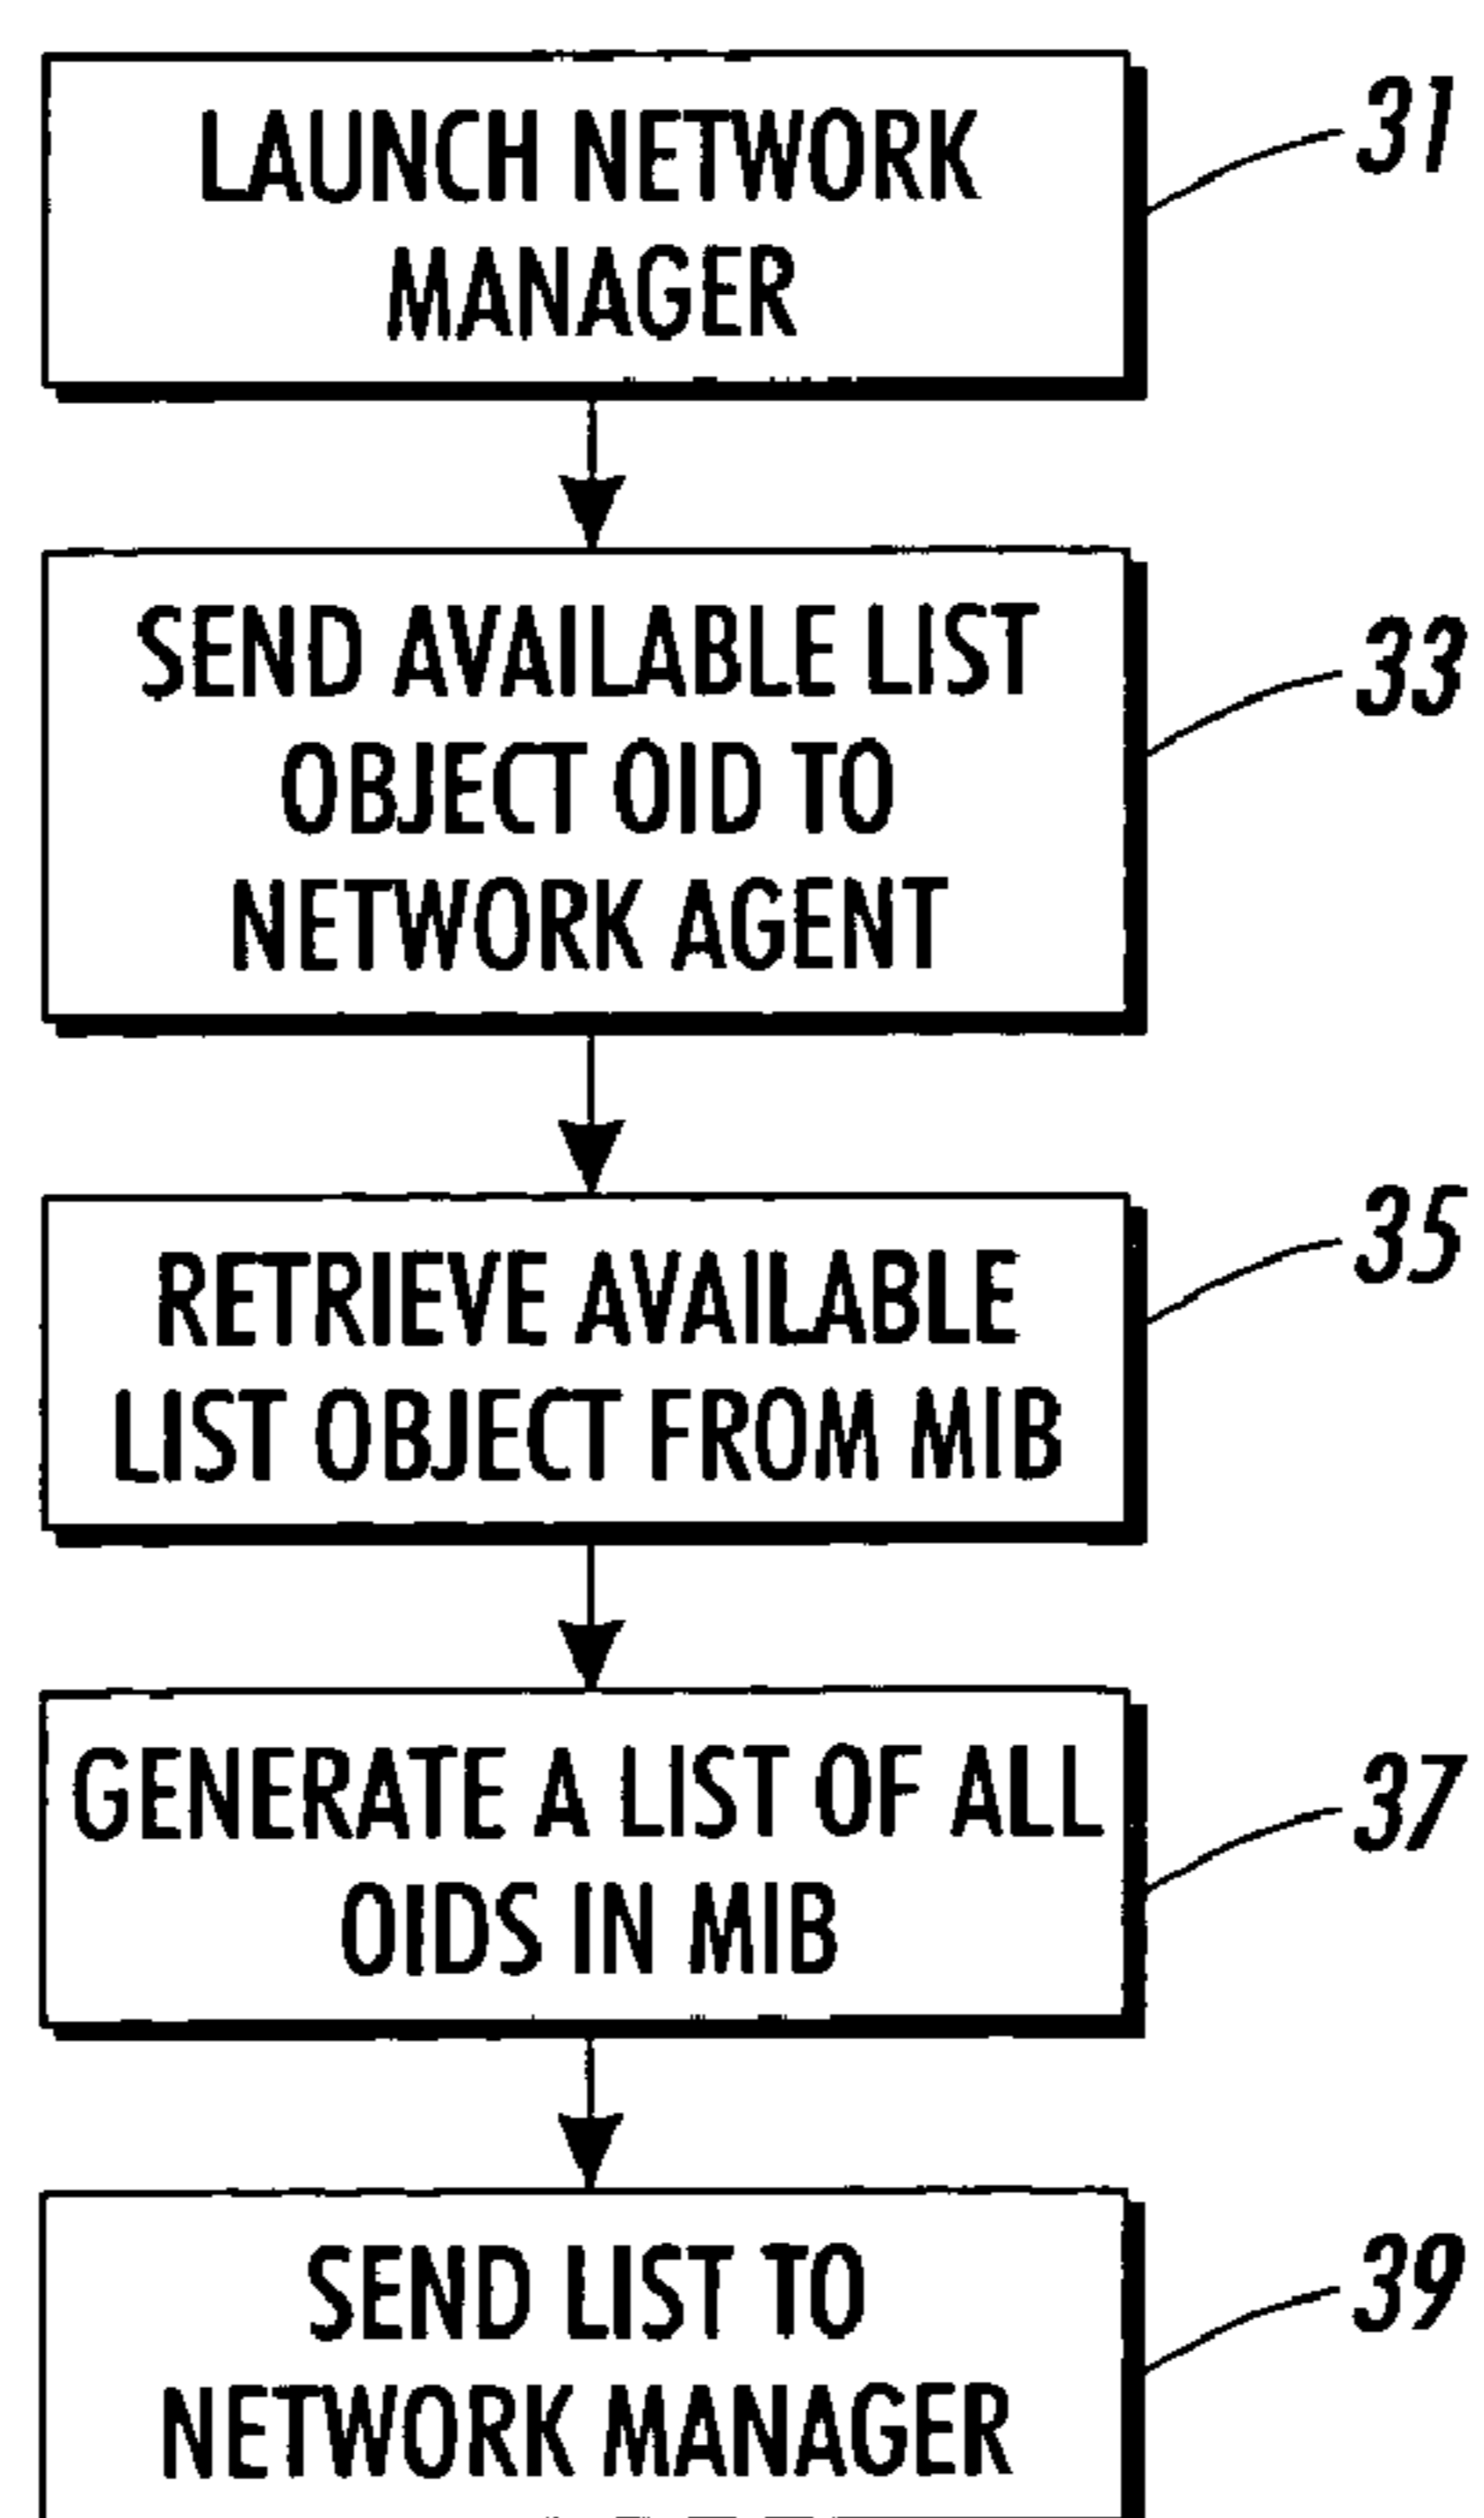 LAUNCH NETWORK
MANAGER
31
SEND AVAILABLE LIST
OBJECT OID TO
NETWORK AGENT
33
RETRIEVE AVAILABLE
LIST OBJECT FROM MIB
35
GENERATE A LIST OF ALL
OIDS IN MIB
37
SEND LIST TO
NETWORK MANAGER
39